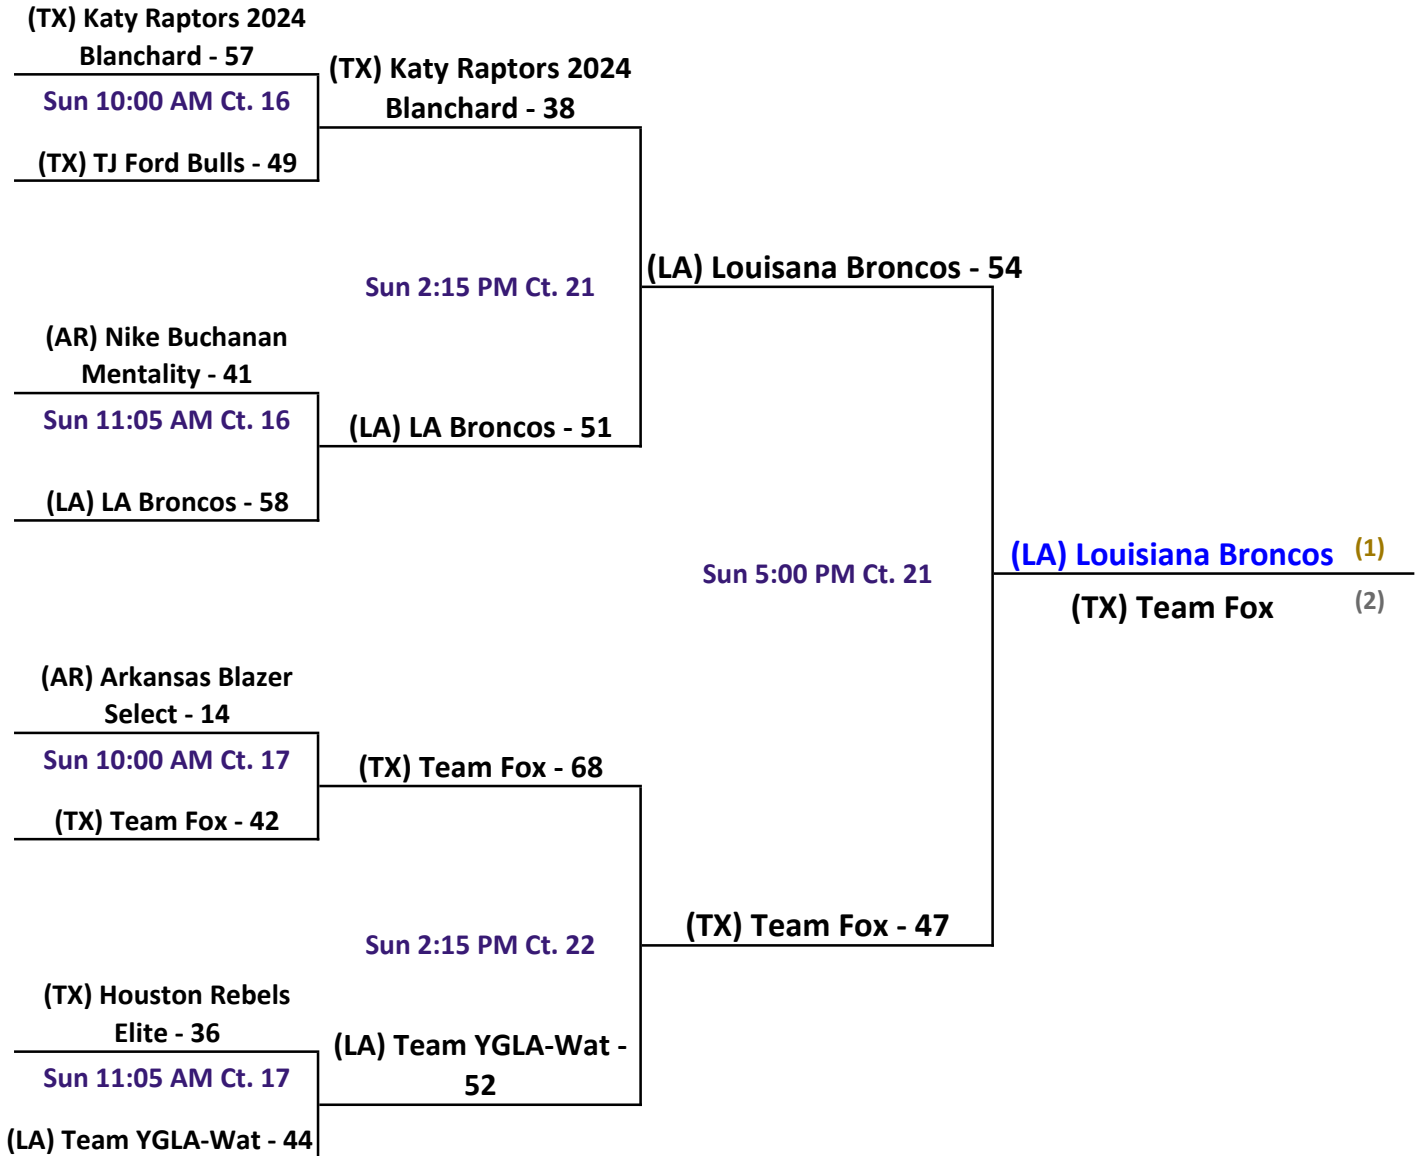 (TX) Katy Raptors 2024
Blanchard - 57
Sun 10:00 AM Ct. 16
(TX) TJ Ford Bulls - 49
(TX) Katy Raptors 2024
Blanchard - 38
Sun 2:15 PM Ct. 21
(AR) Nike Buchanan
Mentality - 41
Sun 11:05 AM Ct. 16
(LA) LA Broncos - 58
(LA) LA Broncos - 51
(LA) Louisana Broncos - 54
Sun 5:00 PM Ct. 21
(LA) Louisiana Broncos (1)
(TX) Team Fox (2)
(AR) Arkansas Blazer
Select - 14
Sun 10:00 AM Ct. 17
(TX) Team Fox - 42
(TX) Team Fox - 68
Sun 2:15 PM Ct. 22
(TX) Team Fox - 47
(TX) Houston Rebels
Elite - 36
Sun 11:05 AM Ct. 17
(LA) Team YGLA-Wat - 44
(LA) Team YGLA-Wat -
52